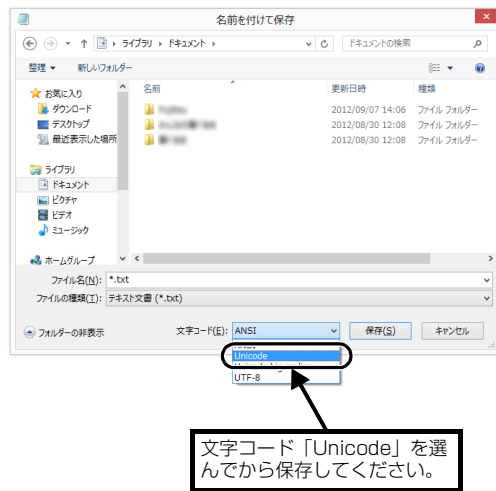 名前を付けて保存
ライブラリ ▸ ドキュメント ▸
ドキュメントの検索
整理 ▼ 新しいフォルダー
名前 更新日時 種類
お気に入り
ダウンロード
デスクトップ
最近表示した場所
2012/09/07 14:06 ファイル フォルダー
2012/08/30 12:08 ファイル フォルダー
2012/08/30 12:08 ファイル フォルダー
ライブラリ
ドキュメント
ピクチャ
ビデオ
ミュージック
ホームグループ
ファイル名(N): *.txt
ファイルの種類(T): テキスト文書 (*.txt)
フォルダーの非表示 文字コード(E): ANSI 保存(S) キャンセル
Unicode
UTF-8
文字コード「Unicode」を選
んでから保存してください。